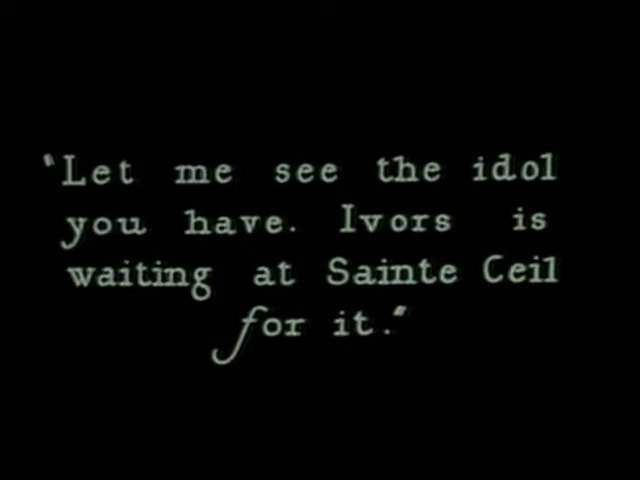 "Let me see the idol
you have. Ivors is
waiting at Sainte Ceil
for it."